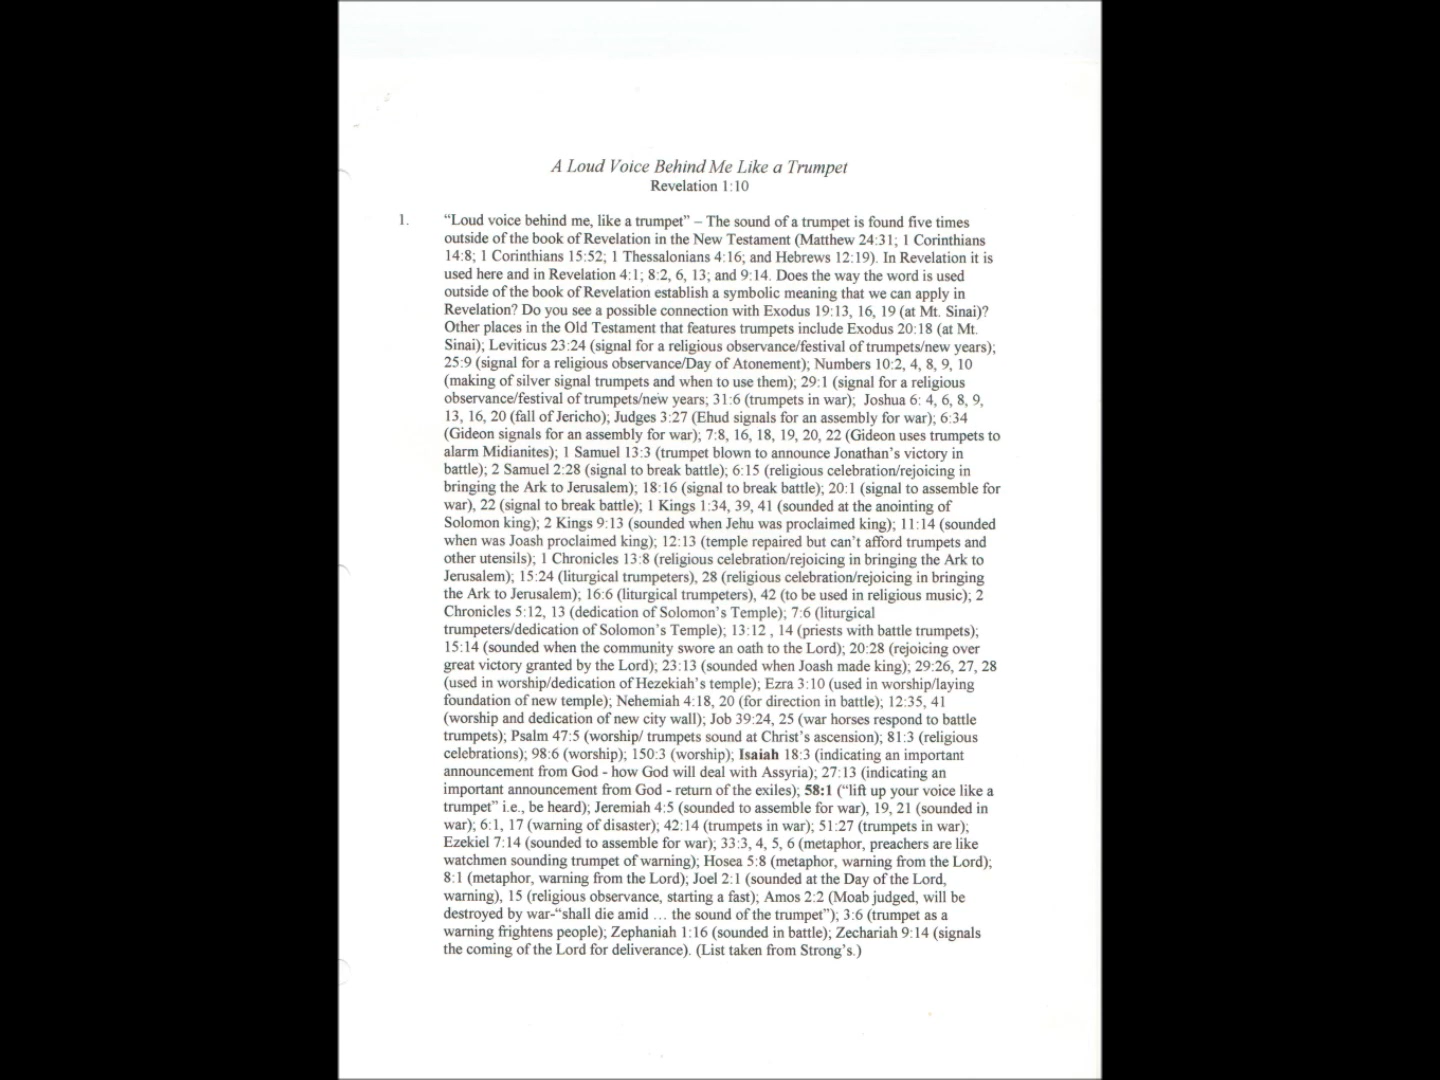 A Loud Voice Behind Me Like a Trumpet
Revelation 1:10
1. “Loud voice behind me, like a trumpet” – The sound of a trumpet is found five times
outside of the book of Revelation in the New Testament (Matthew 24:31; 1 Corinthians
14:8; 1 Corinthians 15:52; 1 Thessalonians 4:16; and Hebrews 12:19). In Revelation it is
used here and in Revelation 4:1; 8:2, 6, 13; and 9:14. Does the way the word is used
outside of the book of Revelation establish a symbolic meaning that we can apply in
Revelation? Do you see a possible connection with Exodus 19:13, 16, 19 (at Mt. Sinai)?
Other places in the Old Testament that features trumpets include Exodus 20:18 (at Mt.
Sinai); Leviticus 23:24 (signal for a religious observance/festival of trumpets/new years);
25:9 (signal for a religious observance/Day of Atonement); Numbers 10:2, 4, 8, 9, 10
(making of silver signal trumpets and when to use them); 29:1 (signal for a religious
observance/festival of trumpets/new years; 31:6 (trumpets in war); Joshua 6: 4, 6, 8, 9,
13, 16, 20 (fall of Jericho); Judges 3:27 (Ehud signals for an assembly for war); 6:34
(Gideon signals for an assembly for war); 7:8, 16, 18, 19, 20, 22 (Gideon uses trumpets to
alarm Midianites); 1 Samuel 13:3 (trumpet blown to announce Jonathan’s victory in
battle); 2 Samuel 2:28 (signal to break battle); 6:15 (religious celebration/rejoicing in
bringing the Ark to Jerusalem); 18:16 (signal to break battle); 20:1 (signal to assemble for
war), 22 (signal to break battle); 1 Kings 1:34, 39, 41 (sounded at the anointing of
Solomon king); 2 Kings 9:13 (sounded when Jehu was proclaimed king); 11:14 (sounded
when was Joash proclaimed king); 12:13 (temple repaired but can’t afford trumpets and
other utensils); 1 Chronicles 13:8 (religious celebration/rejoicing in bringing the Ark to
Jerusalem); 15:24 (liturgical trumpeters), 28 (religious celebration/rejoicing in bringing
the Ark to Jerusalem); 16:6 (liturgical trumpeters), 42 (to be used in religious music); 2
Chronicles 5:12, 13 (dedication of Solomon’s Temple); 7:6 (liturgical
trumpeters/dedication of Solomon’s Temple); 13:12 , 14 (priests with battle trumpets);
15:14 (sounded when the community swore an oath to the Lord); 20:28 (rejoicing over
great victory granted by the Lord); 23:13 (sounded when Joash made king); 29:26, 27, 28
(used in worship/dedication of Hezekiah’s temple); Ezra 3:10 (used in worship/laying
foundation of new temple); Nehemiah 4:18, 20 (for direction in battle); 12:35, 41
(worship and dedication of new city wall); Job 39:24, 25 (war horses respond to battle
trumpets); Psalm 47:5 (worship/ trumpets sound at Christ’s ascension); 81:3 (religious
celebrations); 98:6 (worship); 150:3 (worship); Isaiah 18:3 (indicating an important
announcement from God - how God will deal with Assyria); 27:13 (indicating an
important announcement from God - return of the exiles); 58:1 (“lift up your voice like a
trumpet” i.e., be heard); Jeremiah 4:5 (sounded to assemble for war), 19, 21 (sounded in
war); 6:1, 17 (warning of disaster); 42:14 (trumpets in war); 51:27 (trumpets in war);
Ezekiel 7:14 (sounded to assemble for war); 33:3, 4, 5, 6 (metaphor, preachers are like
watchmen sounding trumpet of warning); Hosea 5:8 (metaphor, warning from the Lord);
8:1 (metaphor, warning from the Lord); Joel 2:1 (sounded at the Day of the Lord,
warning), 15 (religious observance, starting a fast); Amos 2:2 (Moab judged, will be
destroyed by war-“shall die amid … the sound of the trumpet”); 3:6 (trumpet as a
warning frightens people); Zephaniah 1:16 (sounded in battle); Zechariah 9:14 (signals
the coming of the Lord for deliverance). (List taken from Strong’s.)